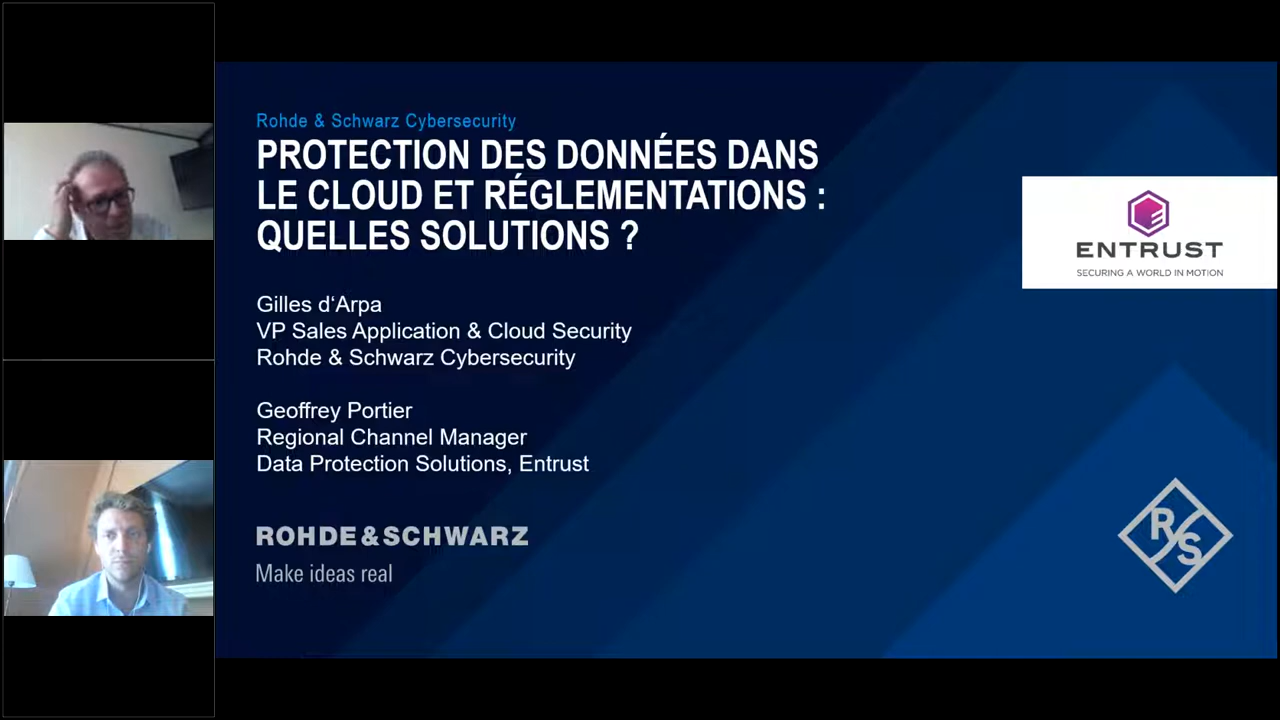 Rohde & Schwarz Cybersecurity
PROTECTION DES DONNÉES DANS
LE CLOUD ET RÉGLEMENTATIONS :
QUELLES SOLUTIONS ?
ENTRUST
SECURING A WORLD IN MOTION
Gilles d‘Arpa
VP Sales Application & Cloud Security
Rohde & Schwarz Cybersecurity
Geoffrey Portier
Regional Channel Manager
Data Protection Solutions, Entrust
ROHDE&SCHWARZ
Make ideas real
R
S